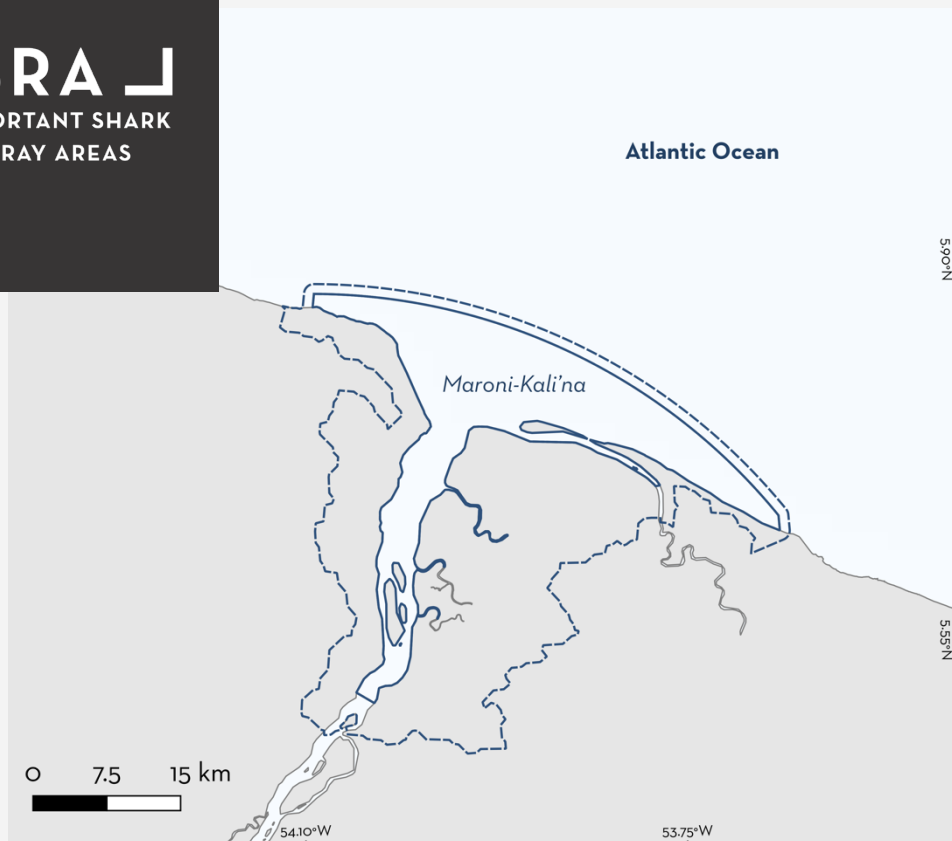 RA
ORTANT SHARK
RAY AREAS
Atlantic Ocean
5.90°N
Maroni-Kali'na
5.55°N
0 7.5 15 km
54.10°W 53.75°W